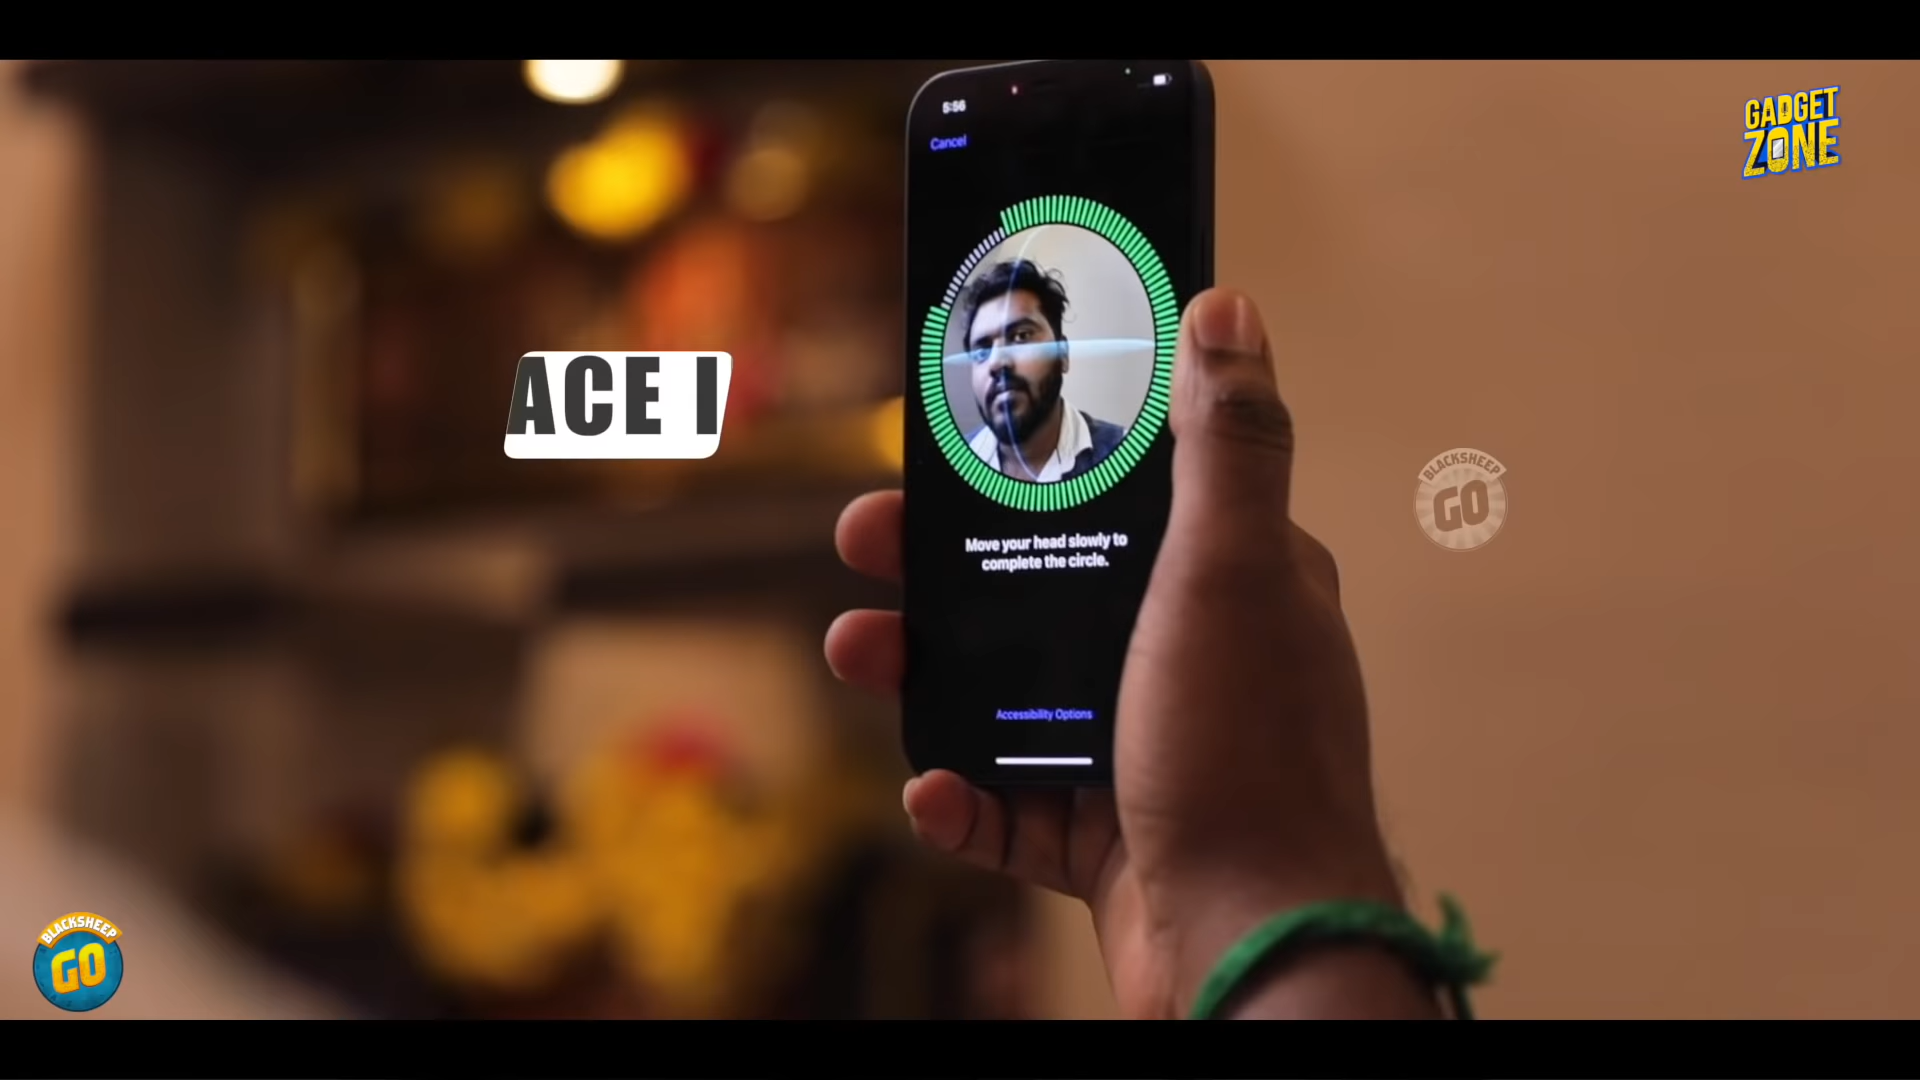 5:56
Cancel
GADGET
ZONE
ACE I
BLACKSHEEP
GO
Move your head slowly to
complete the circle.
Accessibility Options
BLACKSHEEP
GO